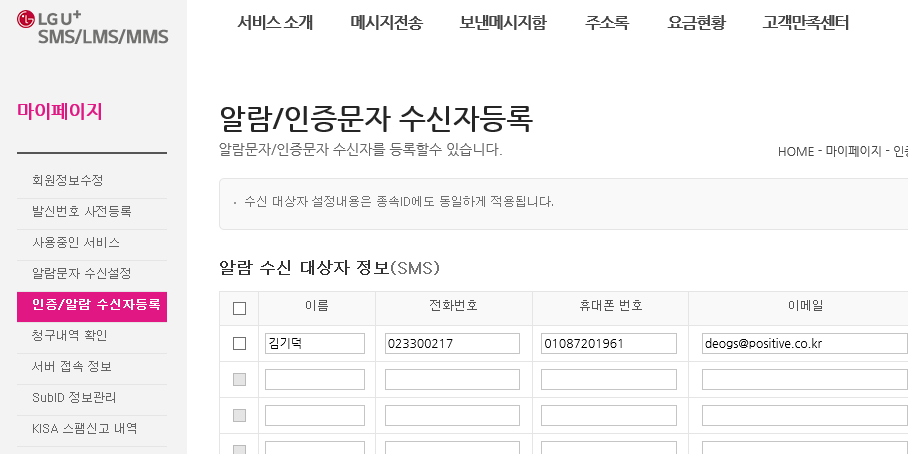 LG U+
SMS/LMS/MMS
서비스 소개 메시지전송 보낸메시지함 주소록 요금현황 고객만족센터
마이페이지
회원정보수정
발신번호 사전등록
사용중인 서비스
알람문자 수신설정
인증/알람 수신자등록
청구내역 확인
서버 접속 정보
SubID 정보관리
KISA 스팸신고 내역
알람/인증문자 수신자등록
알람문자/인증문자 수신자를 등록할수 있습니다.
HOME - 마이페이지 - 인증
· 수신 대상자 설정내용은 종속ID에도 동일하게 적용됩니다.
알람 수신 대상자 정보(SMS)
이름 전화번호 휴대폰 번호 이메일
김기덕 023300217 01087201961 deogs@positive.co.kr